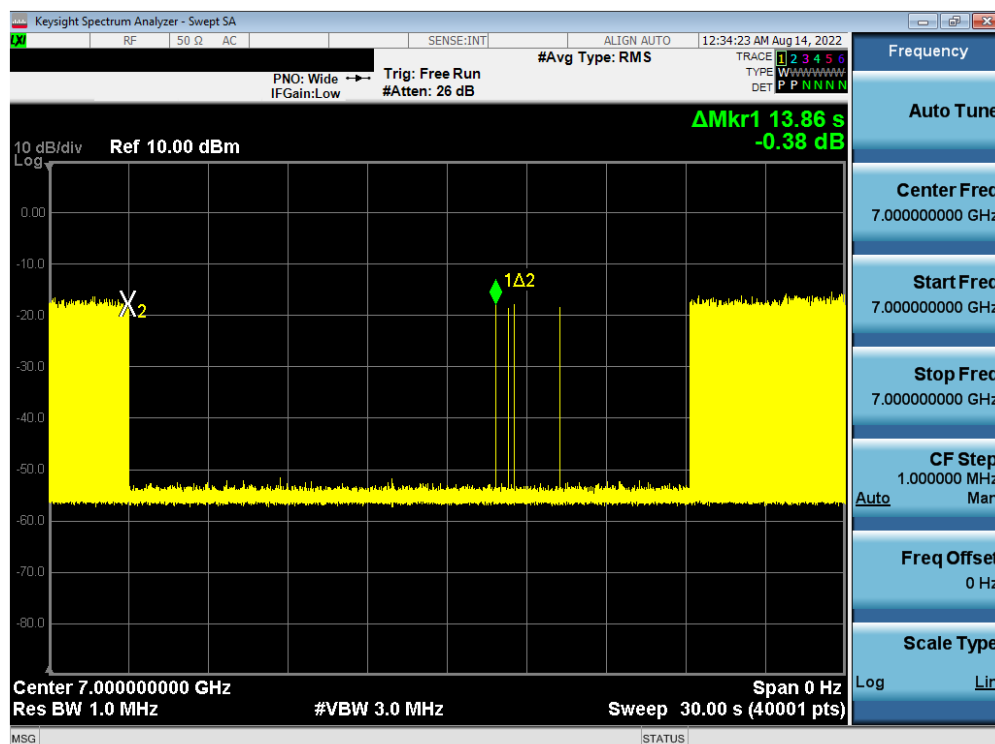 Keysight Spectrum Analyzer - Swept SA
LXI RF 50 Ω AC SENSE:INT ALIGN AUTO 12:34:23 AM Aug 14, 2022
#Avg Type: RMS
TRACE 1 2 3 4 5 6
PNO: Wide Trig: Free Run
TYPE WWWWWWW
IFGain:Low #Atten: 26 dB
DET P P N N N N
ΔMkr1 13.86 s
-0.38 dB
10 dB/div Ref 10.00 dBm
Log
0.00
-10.0
-20.0
-30.0
-40.0
-50.0
-60.0
-70.0
-80.0
1Δ2
X2
Center 7.000000000 GHz Span 0 Hz
Res BW 1.0 MHz #VBW 3.0 MHz Sweep 30.00 s (40001 pts)
MSG STATUS
Frequency
Auto Tune
Center Freq
7.000000000 GHz
Start Freq
7.000000000 GHz
Stop Freq
7.000000000 GHz
CF Step
1.000000 MHz
Auto Man
Freq Offset
0 Hz
Scale Type
Log Lin